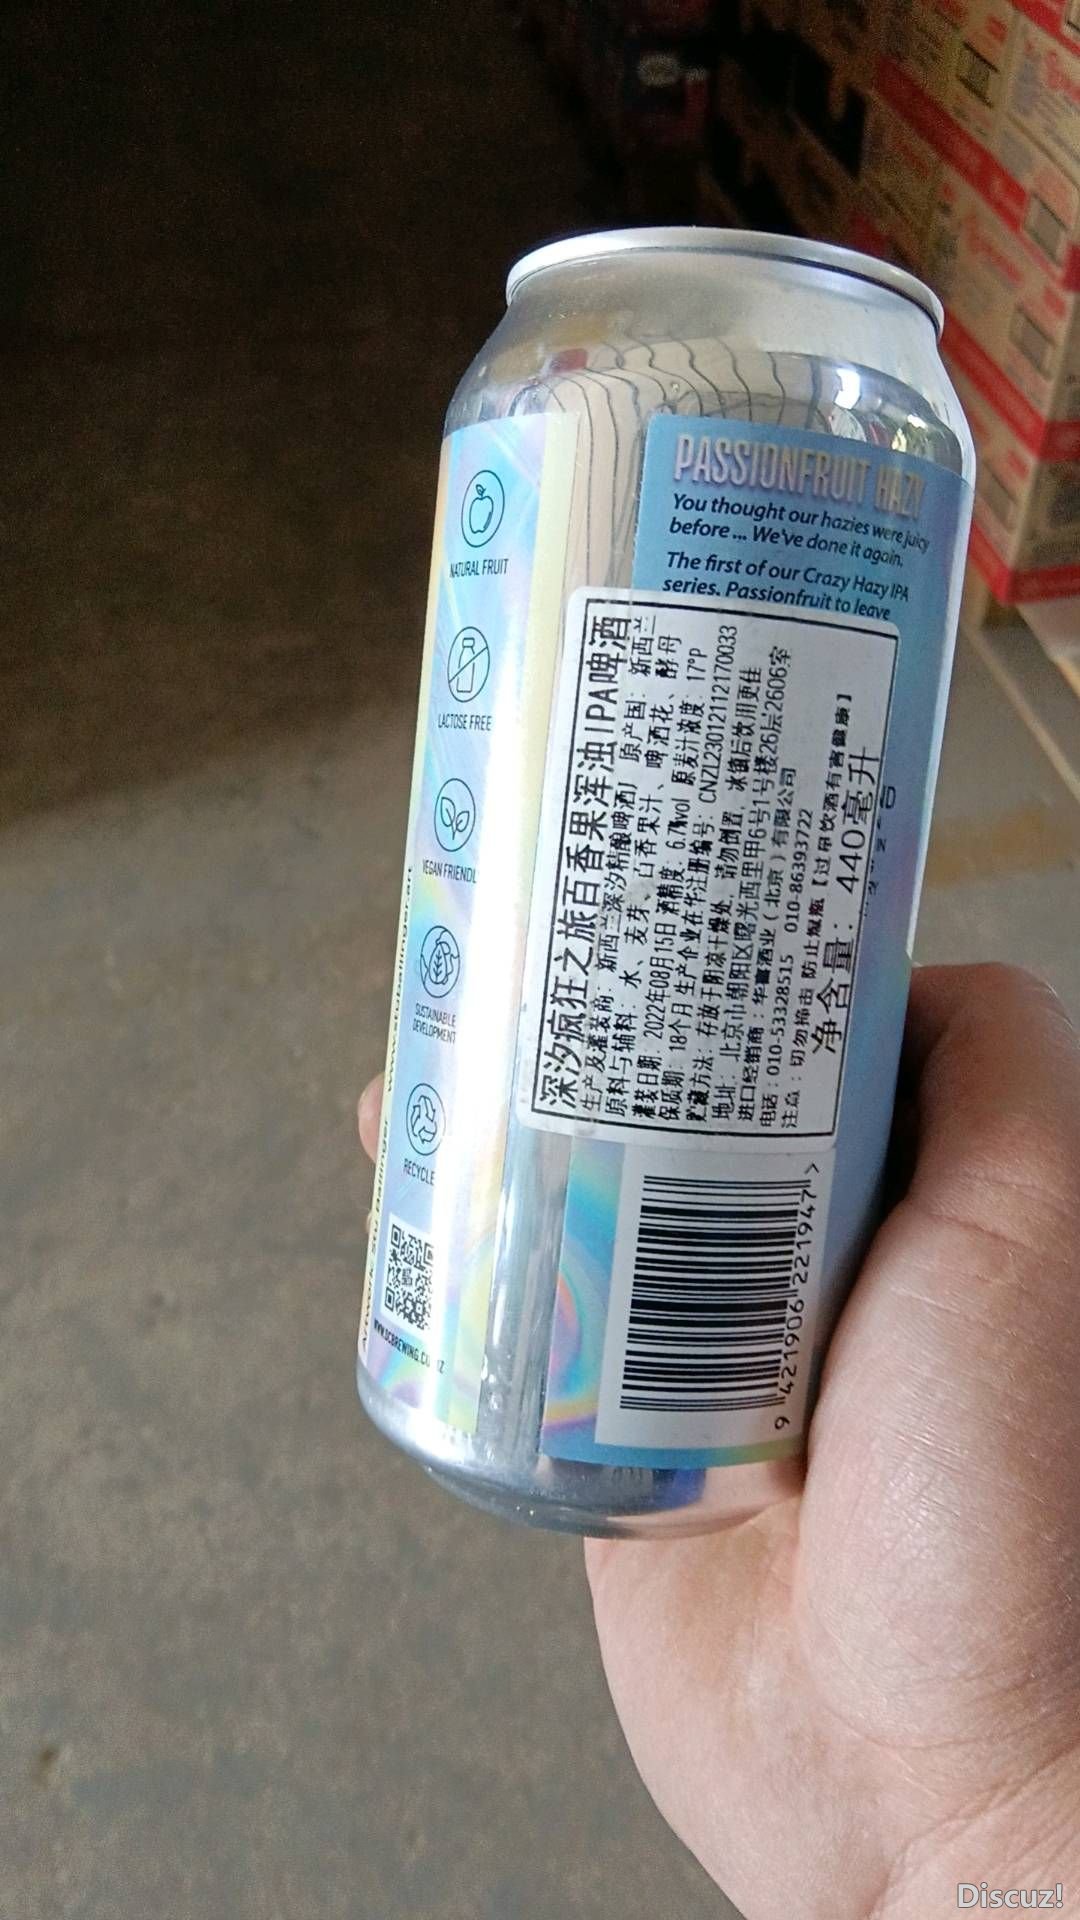 NATURAL FRUIT
LACTOSE FREE
VEGAN FRIENDL
SUSTAINABLE
DEVELOPMENT
RECYCLE
Artwork: Stu Ballinger www.stuballinger.art
PASSIONFRUIT HAZY
You thought our hazies were juicy
before ... We've done it again.
The first of our Crazy Hazy IPA
series. Passionfruit to leave
深汐疯狂之旅百香果浑浊IPA啤酒
生产及灌装商：新西兰深汐精酿啤酒厂 原产国：新西兰
原料与辅料：水、麦芽、百香果汁、啤酒花、酵母
灌装日期：2022年08月15日 酒精度：6.7%vol 原麦汁浓度：17°P
保质期：18个月 生产企业在华注册编号：CNZL23012112170033
贮藏方法：存放于阴凉干燥处，请勿倒置，冰镇后饮用更佳
地址：北京市朝阳区曙光西里甲6号1号楼26层2606室
进口经销商：华喜酒业（北京）有限公司
电话：010-53328515 010-86393722
注意：切勿撞击 防止爆瓶【过早饮酒有害健康】
净含量：440毫升
9 421906 221947 >
Discuz!